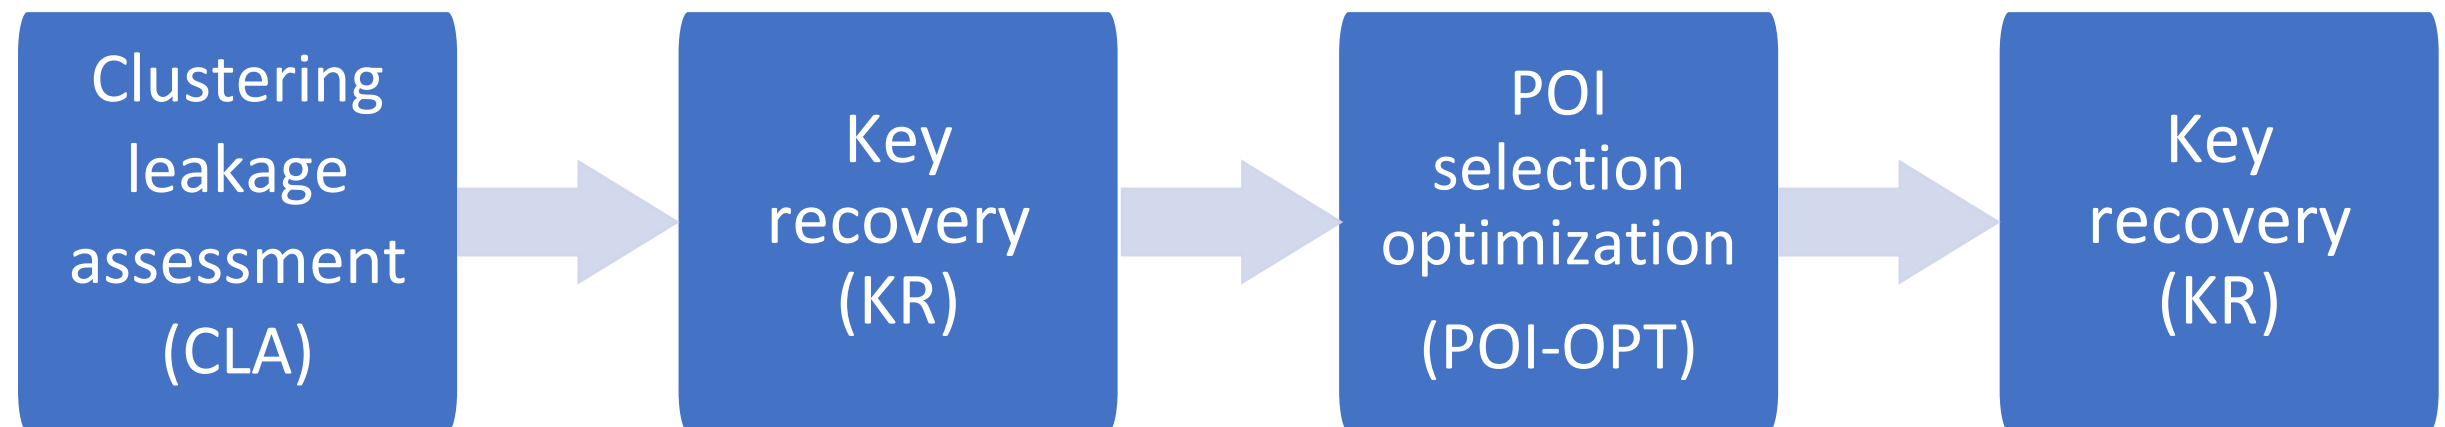 Clustering
leakage
assessment
(CLA)
Key
recovery
(KR)
POI
selection
optimization
(POI-OPT)
Key
recovery
(KR)